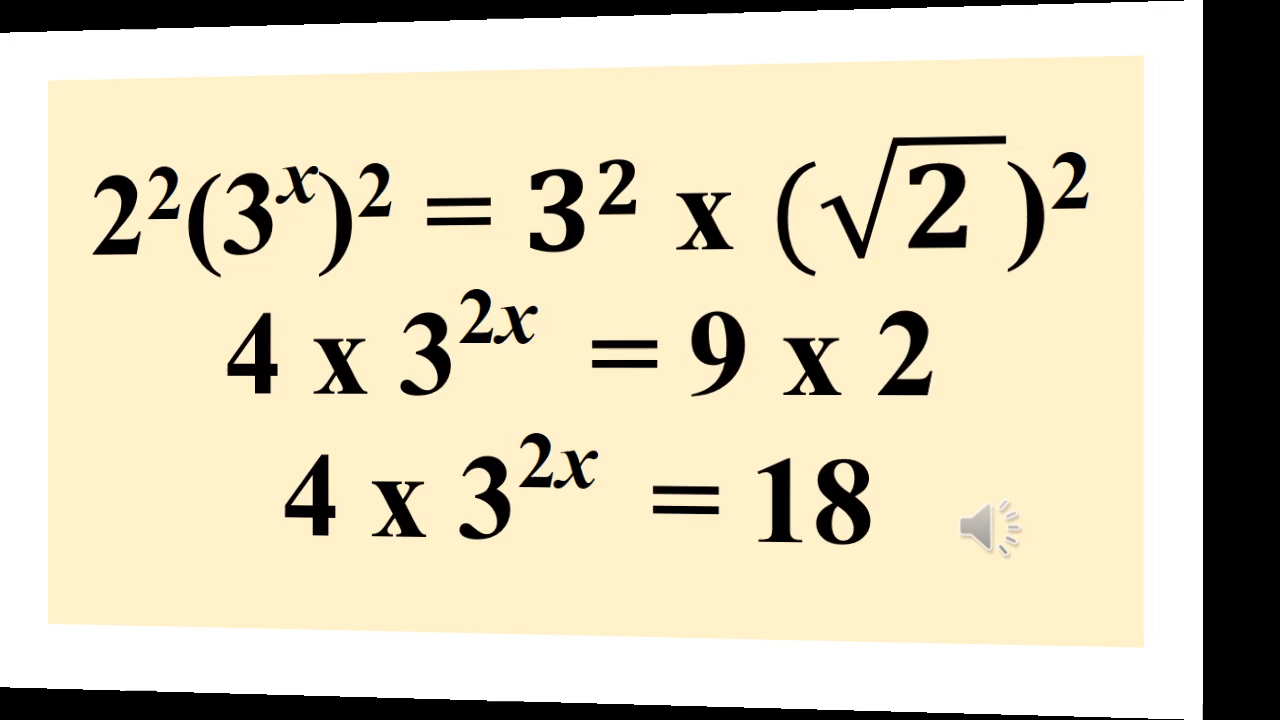 2²(3ˣ)² = 3² x (√2)²
4 x 3²ˣ = 9 x 2
4 x 3²ˣ = 18